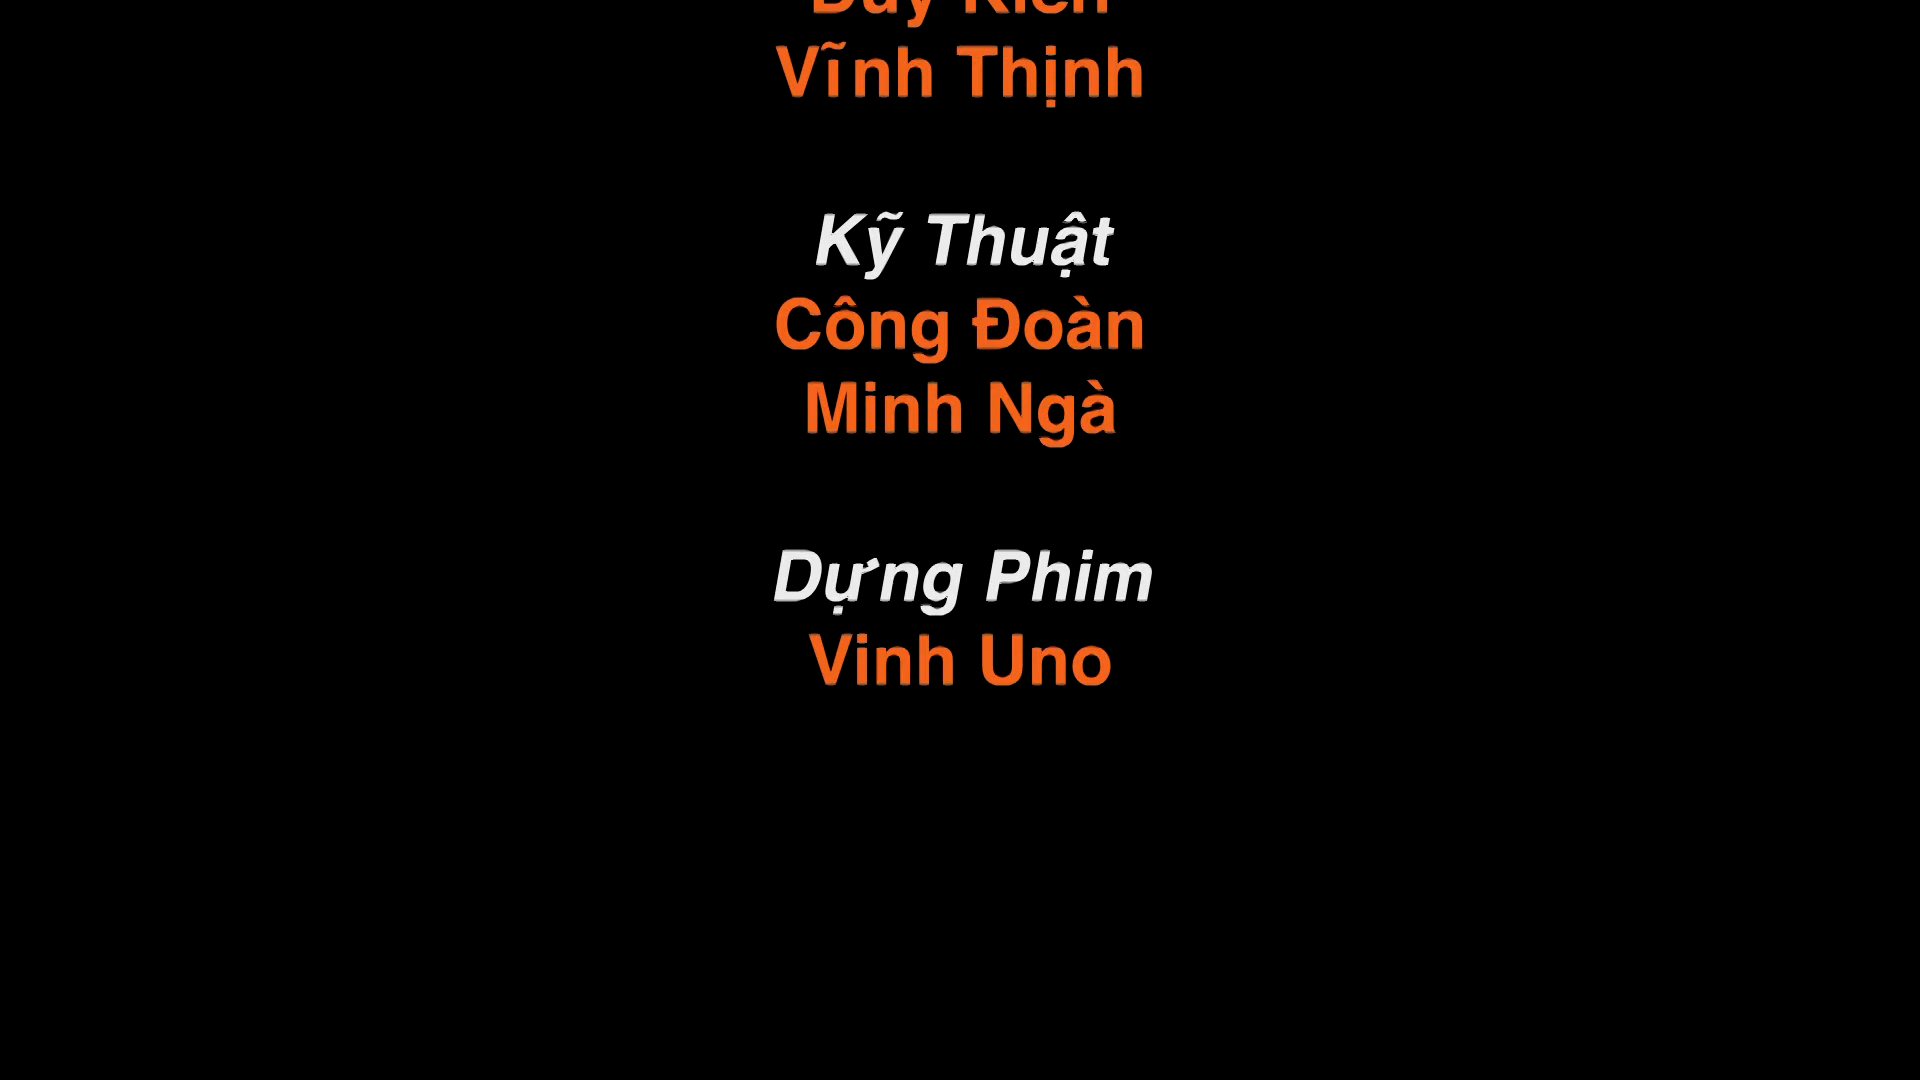 Vĩnh Thịnh
Kỹ Thuật
Công Đoàn
Minh Ngà
Dựng Phim
Vinh Uno